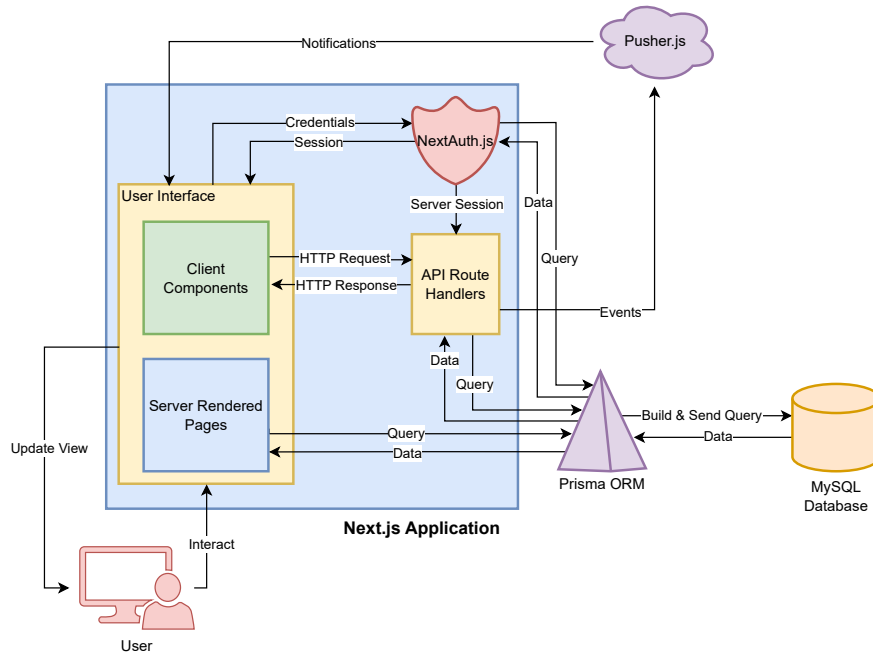 Notifications
Pusher.js
Credentials
Session
NextAuth.js
User Interface
Server Session
Data
Client
Components
HTTP Request
HTTP Response
API Route
Handlers
Query
Events
Data
Query
Server Rendered
Pages
Query
Data
Build & Send Query
Data
Update View
Prisma ORM
MySQL
Database
Next.js Application
Interact
User